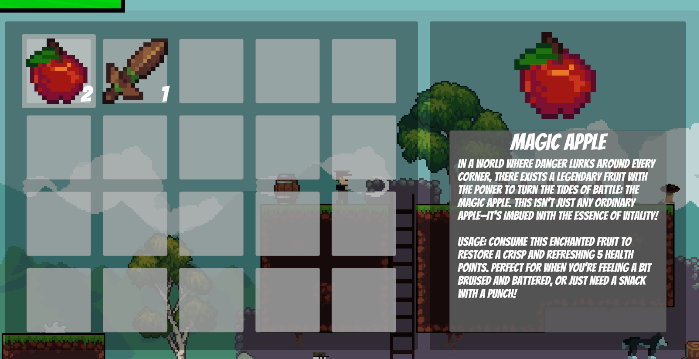 2
1
MAGIC APPLE
IN A WORLD WHERE DANGER LURKS AROUND EVERY
CORNER, THERE EXISTS A LEGENDARY FRUIT WITH
THE POWER TO TURN THE TIDES OF BATTLE: THE
MAGIC APPLE. THIS ISN'T JUST ANY ORDINARY
APPLE—IT'S IMBUED WITH THE ESSENCE OF VITALITY!
USAGE: CONSUME THIS ENCHANTED FRUIT TO
RESTORE A CRISP AND REFRESHING 5 HEALTH
POINTS. PERFECT FOR WHEN YOU'RE FEELING A BIT
BRUISED AND BATTERED, OR JUST NEED A SNACK
WITH A PUNCH!